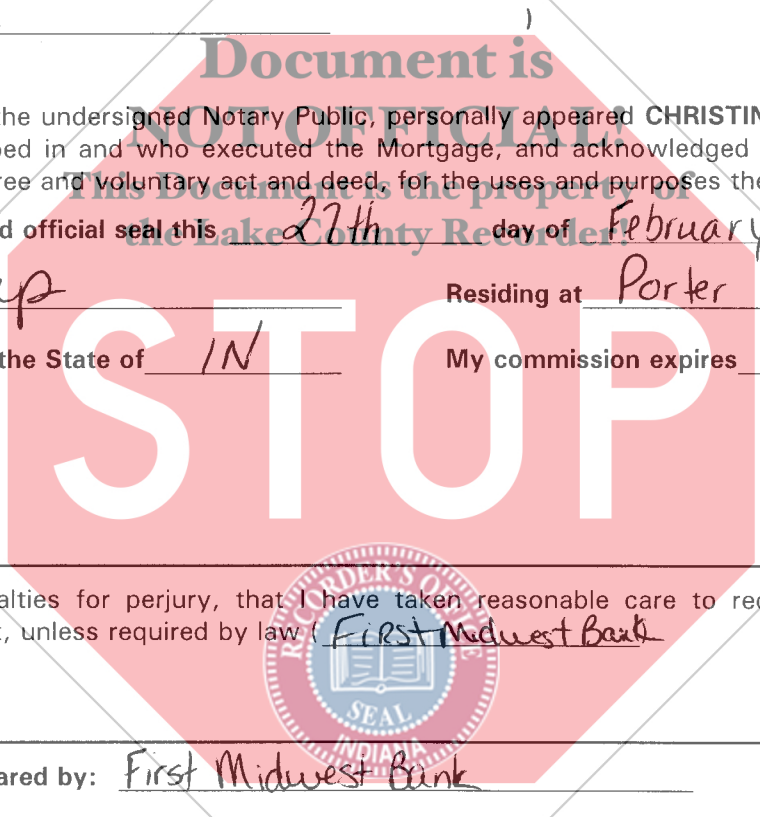 Document is
NOT OFFICIAL!
the undersigned Notary Public, personally appeared CHRISTIN
ed in and who executed the Mortgage, and acknowledged
ree and voluntary act and deed, for the uses and purposes the
This Document is the property of
the Lake County Recorder!
d official seal this 27th day of February
Residing at Porter
the State of IN My commission expires
STOP
alties for perjury, that I have taken reasonable care to re
, unless required by law ( First Midwest Bank
RECORDER'S OFFICE
SEAL
INDIANA
ared by: First Midwest Bank